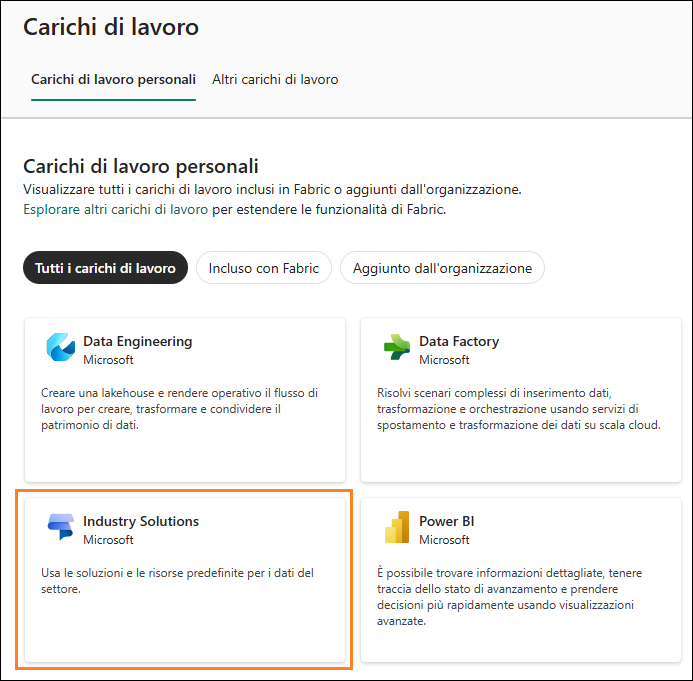 Carichi di lavoro
Carichi di lavoro personali
Altri carichi di lavoro
Carichi di lavoro personali
Visualizzare tutti i carichi di lavoro inclusi in Fabric o aggiunti dall'organizzazione.
Esplorare altri carichi di lavoro per estendere le funzionalità di Fabric.
Tutti i carichi di lavoro
Incluso con Fabric
Aggiunto dall'organizzazione
Data Engineering
Microsoft
Creare una lakehouse e rendere operativo il flusso di
lavoro per creare, trasformare e condividere il
patrimonio di dati.
Data Factory
Microsoft
Risolvi scenari complessi di inserimento dati,
trasformazione e orchestrazione usando servizi di
spostamento e trasformazione dei dati su scala cloud.
Industry Solutions
Microsoft
Usa le soluzioni e le risorse predefinite per i dati del
settore.
Power BI
Microsoft
È possibile trovare informazioni dettagliate, tenere
traccia dello stato di avanzamento e prendere
decisioni più rapidamente usando visualizzazioni
avanzate.